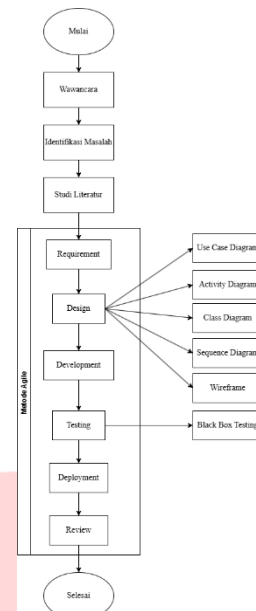 Mulai
Wawancara
Identifikasi Masalah
Studi Literatur
Metode Agile
Requirement
Design
Use Case Diagram
Activity Diagram
Class Diagram
Sequence Diagram
Wireframe
Development
Testing
Black Box Testing
Deployment
Review
Selesai